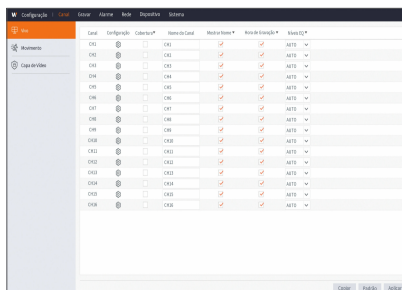 W Configuração | Canal Gravar Alarme Rede Dispositivo Sistema
Vivo
Movimento
Capa de Vídeo
Canal Configuração Cobertura▼ Nome do Canal Mostrar Nome▼ Hora de Gravação▼ Níveis EQ▼
CH1 CH1 AUTO
CH2 CH2 AUTO
CH3 CH3 AUTO
CH4 CH4 AUTO
CH5 CH5 AUTO
CH6 CH6 AUTO
CH7 CH7 AUTO
CH8 CH8 AUTO
CH9 CH9 AUTO
CH10 CH10 AUTO
CH11 CH11 AUTO
CH12 CH12 AUTO
CH13 CH13 AUTO
CH14 CH14 AUTO
CH15 CH15 AUTO
CH16 CH16 AUTO
Copiar Padrão Aplicar